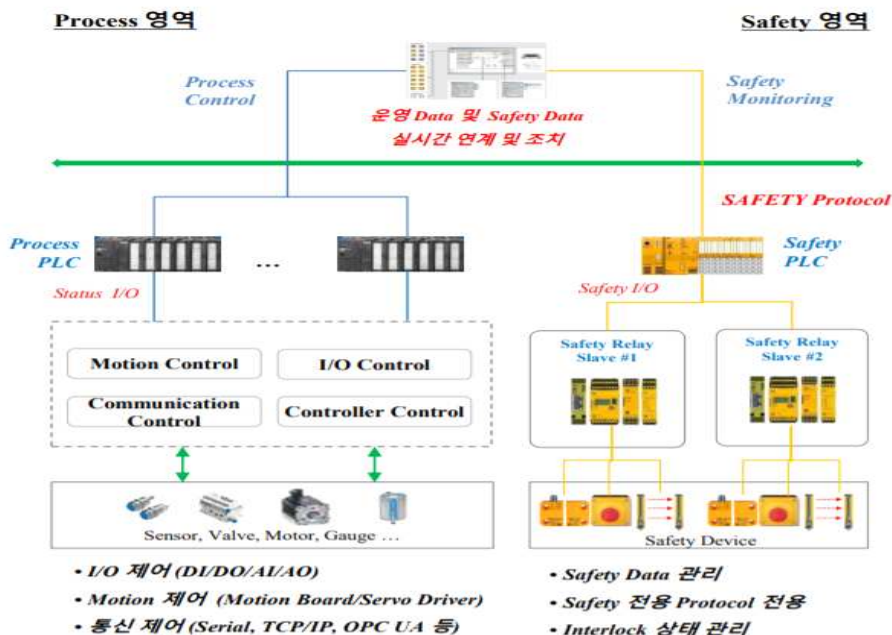 Process 영역
Safety 영역
Process
Control
Safety
Monitoring
운영 Data 및 Safety Data
실시간 연계 및 조치
SAFETY Protocol
Process
PLC
...
Safety
PLC
Status I/O
Safety I/O
Motion Control
I/O Control
Communication
Control
Controller Control
Safety Relay
Slave #1
Safety Relay
Slave #2
Sensor, Valve, Motor, Gauge ...
Safety Device
• I/O 제어 (DI/DO/AI/AO)
• Motion 제어 (Motion Board/Servo Driver)
• 통신 제어 (Serial, TCP/IP, OPC UA 등)
• Safety Data 관리
• Safety 전용 Protocol 전용
• Interlock 상태 관리